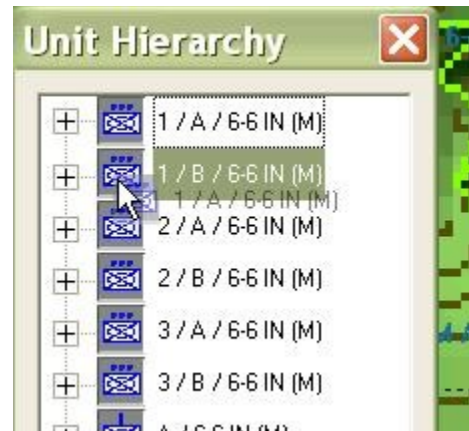 Unit Hierarchy
1 / A / 6-6 IN (M)
1 / B / 6-6 IN (M)
1 / A / 6-6 IN (M)
2 / A / 6-6 IN (M)
2 / B / 6-6 IN (M)
3 / A / 6-6 IN (M)
3 / B / 6-6 IN (M)